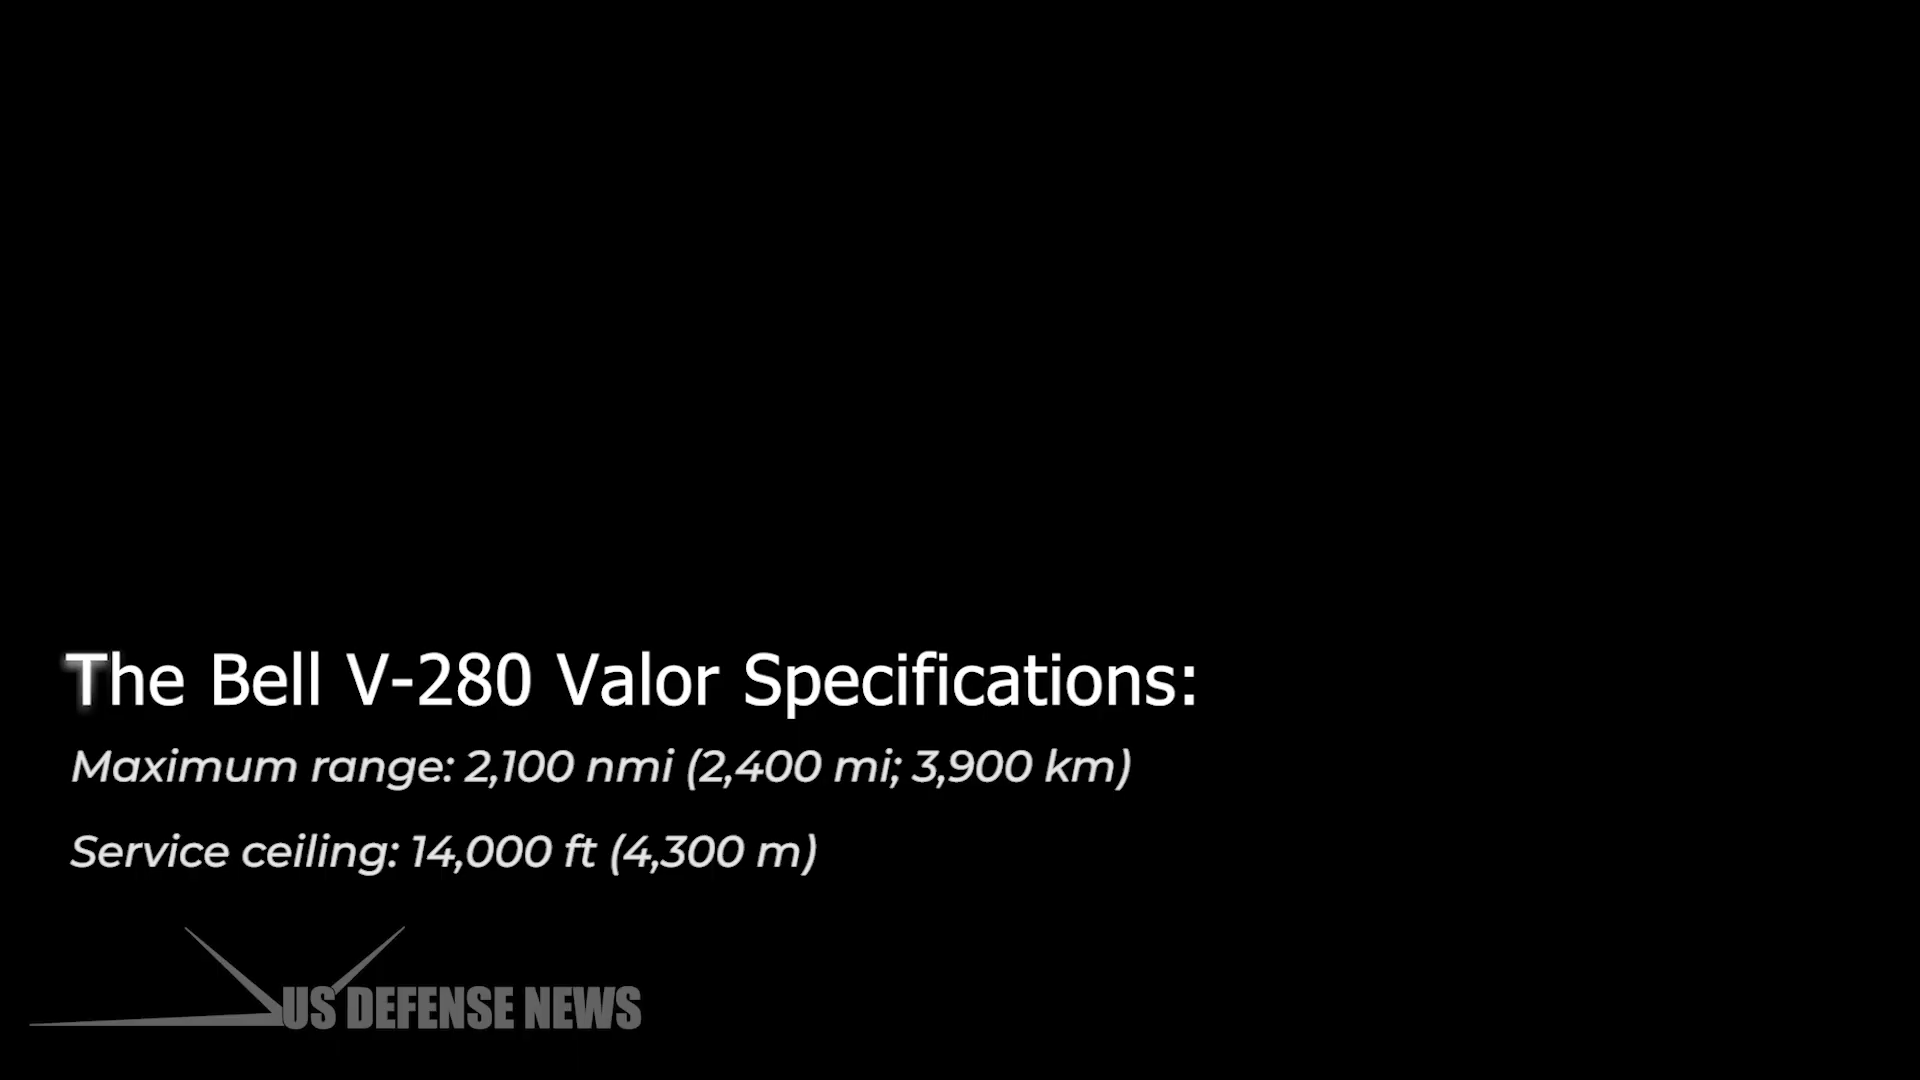 The Bell V-280 Valor Specifications:
Maximum range: 2,100 nmi (2,400 mi; 3,900 km)
Service ceiling: 14,000 ft (4,300 m)
US DEFENSE NEWS